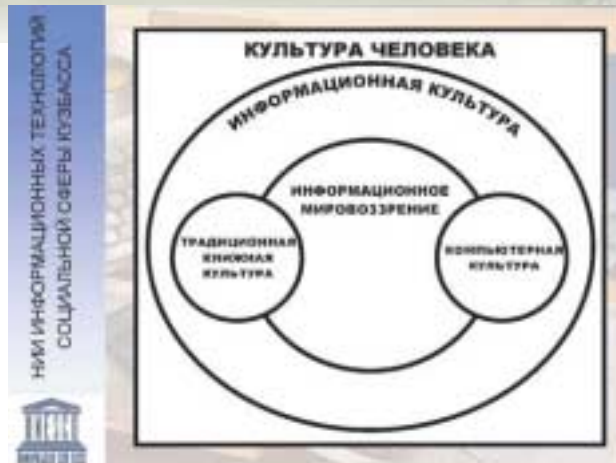 НИИ ИНФОРМАЦИОННЫХ ТЕХНОЛОГИЙ
СОЦИАЛЬНОЙ СФЕРЫ КУЗБАССА
КУЛЬТУРА ЧЕЛОВЕКА
ИНФОРМАЦИОННАЯ КУЛЬТУРА
ИНФОРМАЦИОННОЕ
МИРОВОЗЗРЕНИЕ
ТРАДИЦИОННАЯ
КНИЖНАЯ
КУЛЬТУРА
КОМПЬЮТЕРНАЯ
КУЛЬТУРА